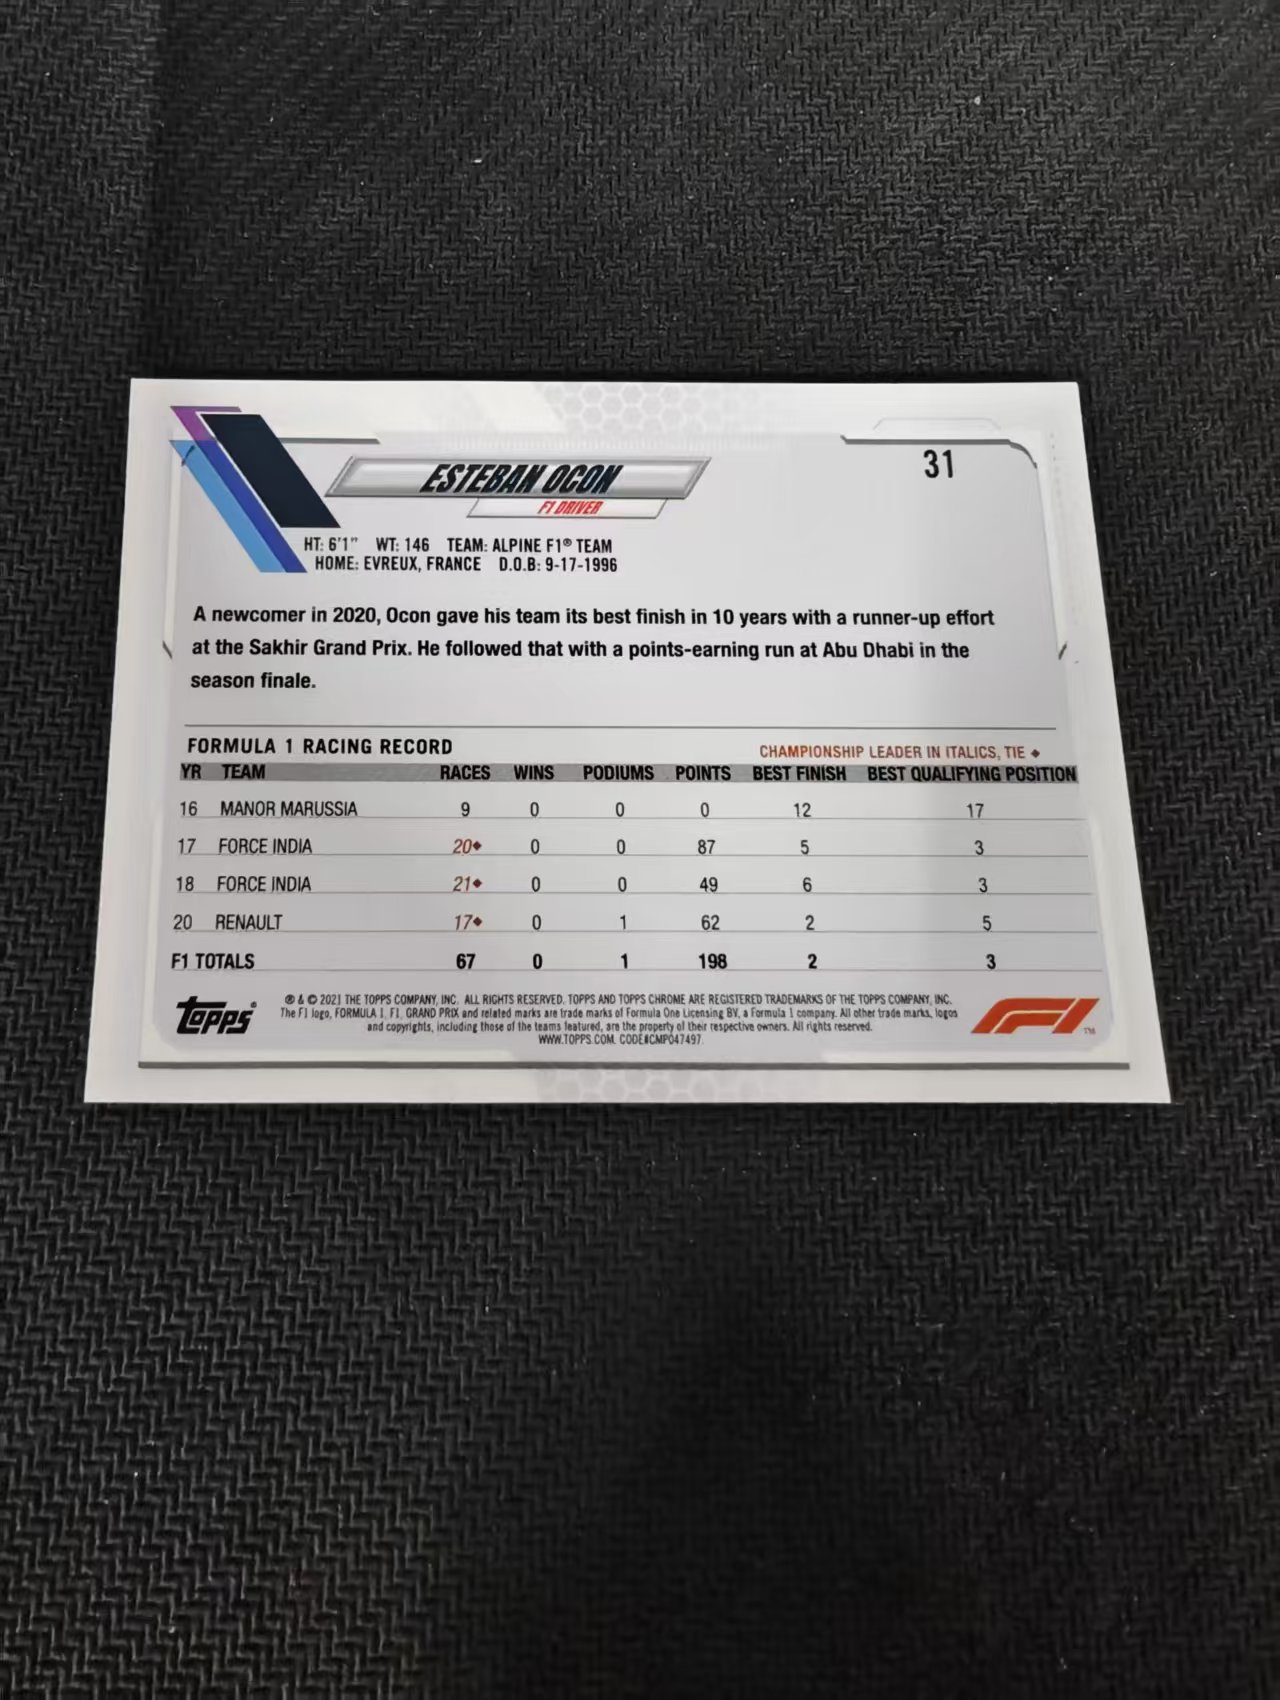 31
ESTEBAN OCON
F1 DRIVER
HT: 6'1" WT: 146 TEAM: ALPINE F1® TEAM
HOME: EVREUX, FRANCE D.O.B: 9-17-1996
A newcomer in 2020, Ocon gave his team its best finish in 10 years with a runner-up effort
at the Sakhir Grand Prix. He followed that with a points-earning run at Abu Dhabi in the
season finale.
FORMULA 1 RACING RECORD CHAMPIONSHIP LEADER IN ITALICS, TIE ♦
YR TEAM RACES WINS PODIUMS POINTS BEST FINISH BEST QUALIFYING POSITION
16 MANOR MARUSSIA 9 0 0 0 12 17
17 FORCE INDIA 20♦ 0 0 87 5 3
18 FORCE INDIA 21♦ 0 0 49 6 3
20 RENAULT 17♦ 0 1 62 2 5
F1 TOTALS 67 0 1 198 2 3
topps®
® & © 2021 THE TOPPS COMPANY, INC. ALL RIGHTS RESERVED. TOPPS AND TOPPS CHROME ARE REGISTERED TRADEMARKS OF THE TOPPS COMPANY, INC.
The F1 logo, FORMULA 1, F1, GRAND PRIX and related marks are trade marks of Formula One Licensing BV, a Formula 1 company. All other trade marks, logos
and copyrights, including those of the teams featured, are the property of their respective owners. All rights reserved.
WWW.TOPPS.COM. CODE#CMP047497
F1™